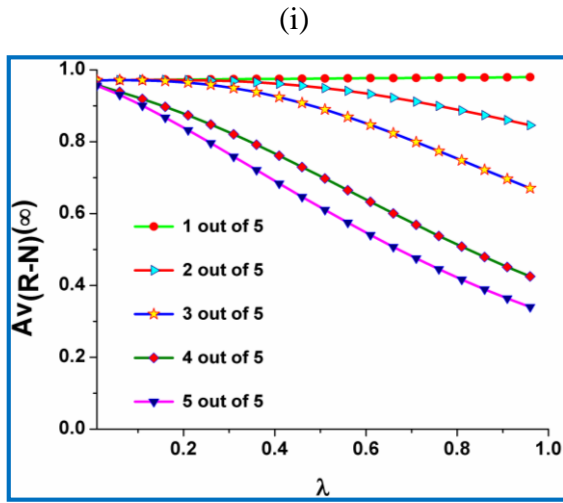 (i)
1.0
0.8
0.6
0.4
0.2
0.0
Av(R-N)(∞)
1 out of 5
2 out of 5
3 out of 5
4 out of 5
5 out of 5
0.2 0.4 0.6 0.8 1.0
λ